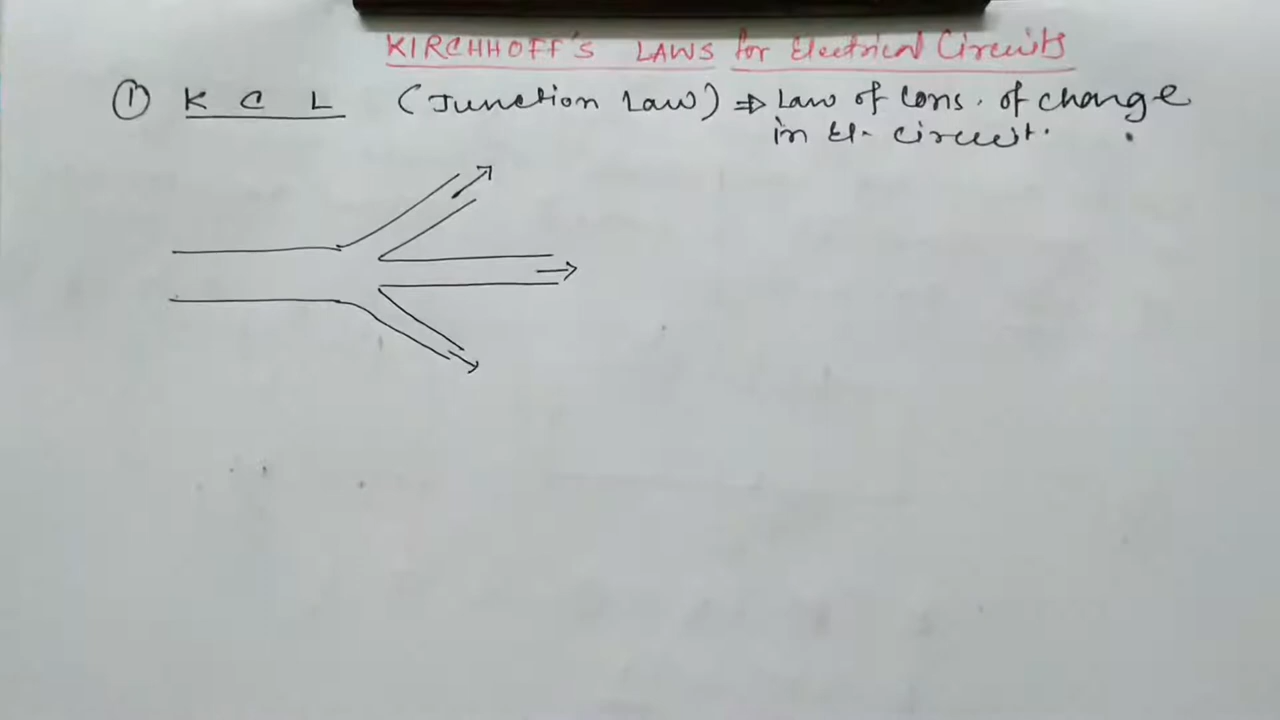 KIRCHHOFF'S LAWS for Electrical Circuits
① K C L (Junction Law) ⇒ Law of Cons. of change
in El. circuit.